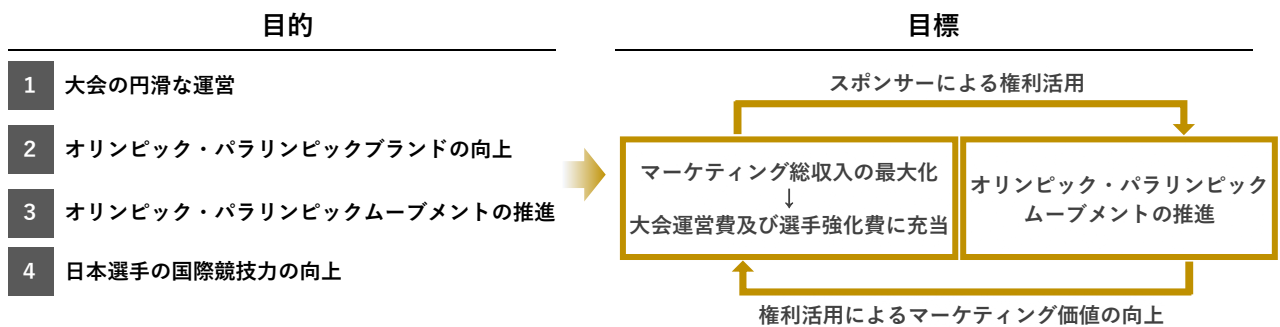 目的
1 大会の円滑な運営
2 オリンピック・パラリンピックブランドの向上
3 オリンピック・パラリンピックムーブメントの推進
4 日本選手の国際競技力の向上
目標
スポンサーによる権利活用
マーケティング総収入の最大化
↓
大会運営費及び選手強化費に充当
オリンピック・パラリンピック
ムーブメントの推進
権利活用によるマーケティング価値の向上